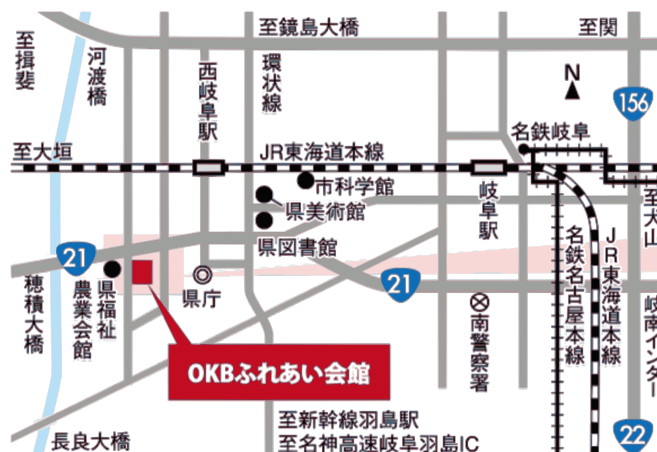 至鏡島大橋
至関
至揖斐
河渡橋
西岐阜駅
環状線
N
156
名鉄岐阜
至大垣
JR東海道本線
市科学館
県美術館
岐阜駅
至犬山
県図書館
21
21
穂積大橋
県福祉
農業会館
県庁
名鉄名古屋本線
JR東海道本線
岐南インター
南警察署
OKBふれあい会館
至新幹線羽島駅
至名神高速岐阜羽島IC
22
長良大橋